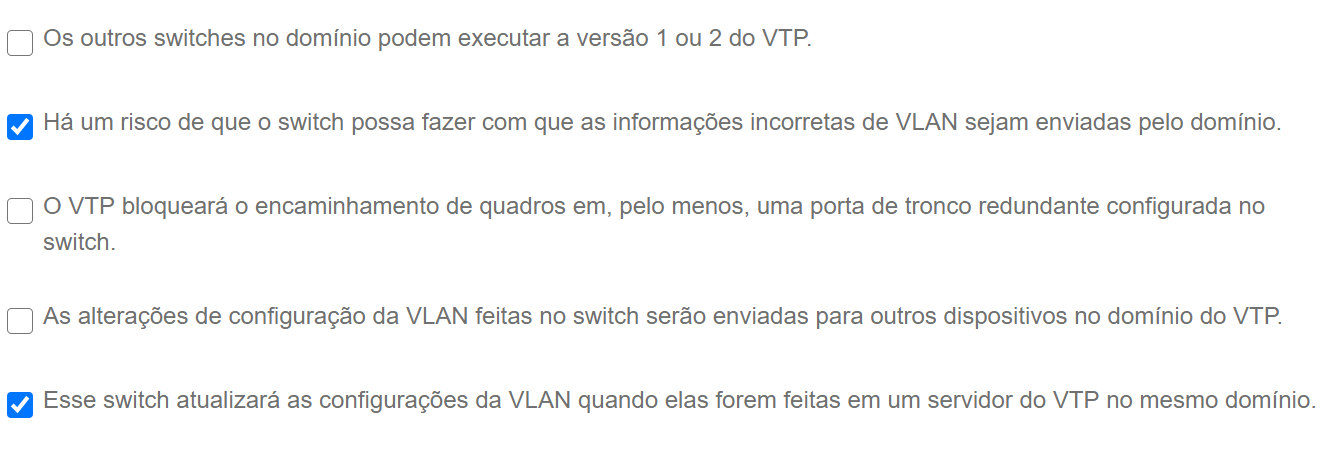 Os outros switches no domínio podem executar a versão 1 ou 2 do VTP.
Há um risco de que o switch possa fazer com que as informações incorretas de VLAN sejam enviadas pelo domínio.
O VTP bloqueará o encaminhamento de quadros em, pelo menos, uma porta de tronco redundante configurada no
switch.
As alterações de configuração da VLAN feitas no switch serão enviadas para outros dispositivos no domínio do VTP.
Esse switch atualizará as configurações da VLAN quando elas forem feitas em um servidor do VTP no mesmo domínio.